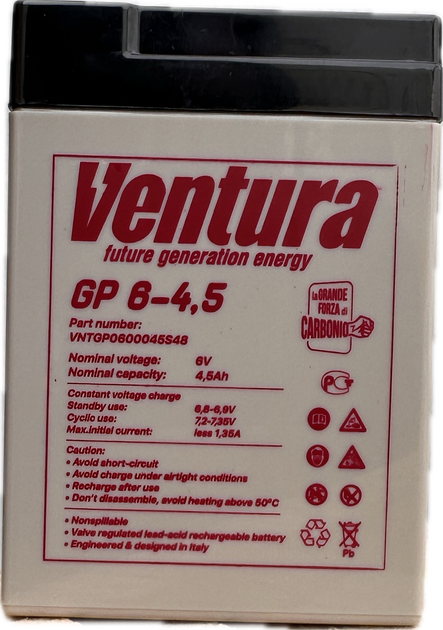 Ventura
future generation energy
GP 6-4,5
la GRANDE
FORZA di
CARBONIO
Part number:
VNTGP0600045S48
Nominal voltage: 6V
Nominal capacity: 4,5Ah
Constant voltage charge
Standby use: 6,8-6,9V
Cyclic use: 7,2-7,35V
Max.initial current: less 1,35A
Caution:
• Avoid short-circuit
• Avoid charge under airtight conditions
• Recharge after use
• Don't disassemble, avoid heating above 50°C
• Nonspillable
• Valve regulated lead-acid rechargeable battery
• Engineered & designed in Italy
Pb